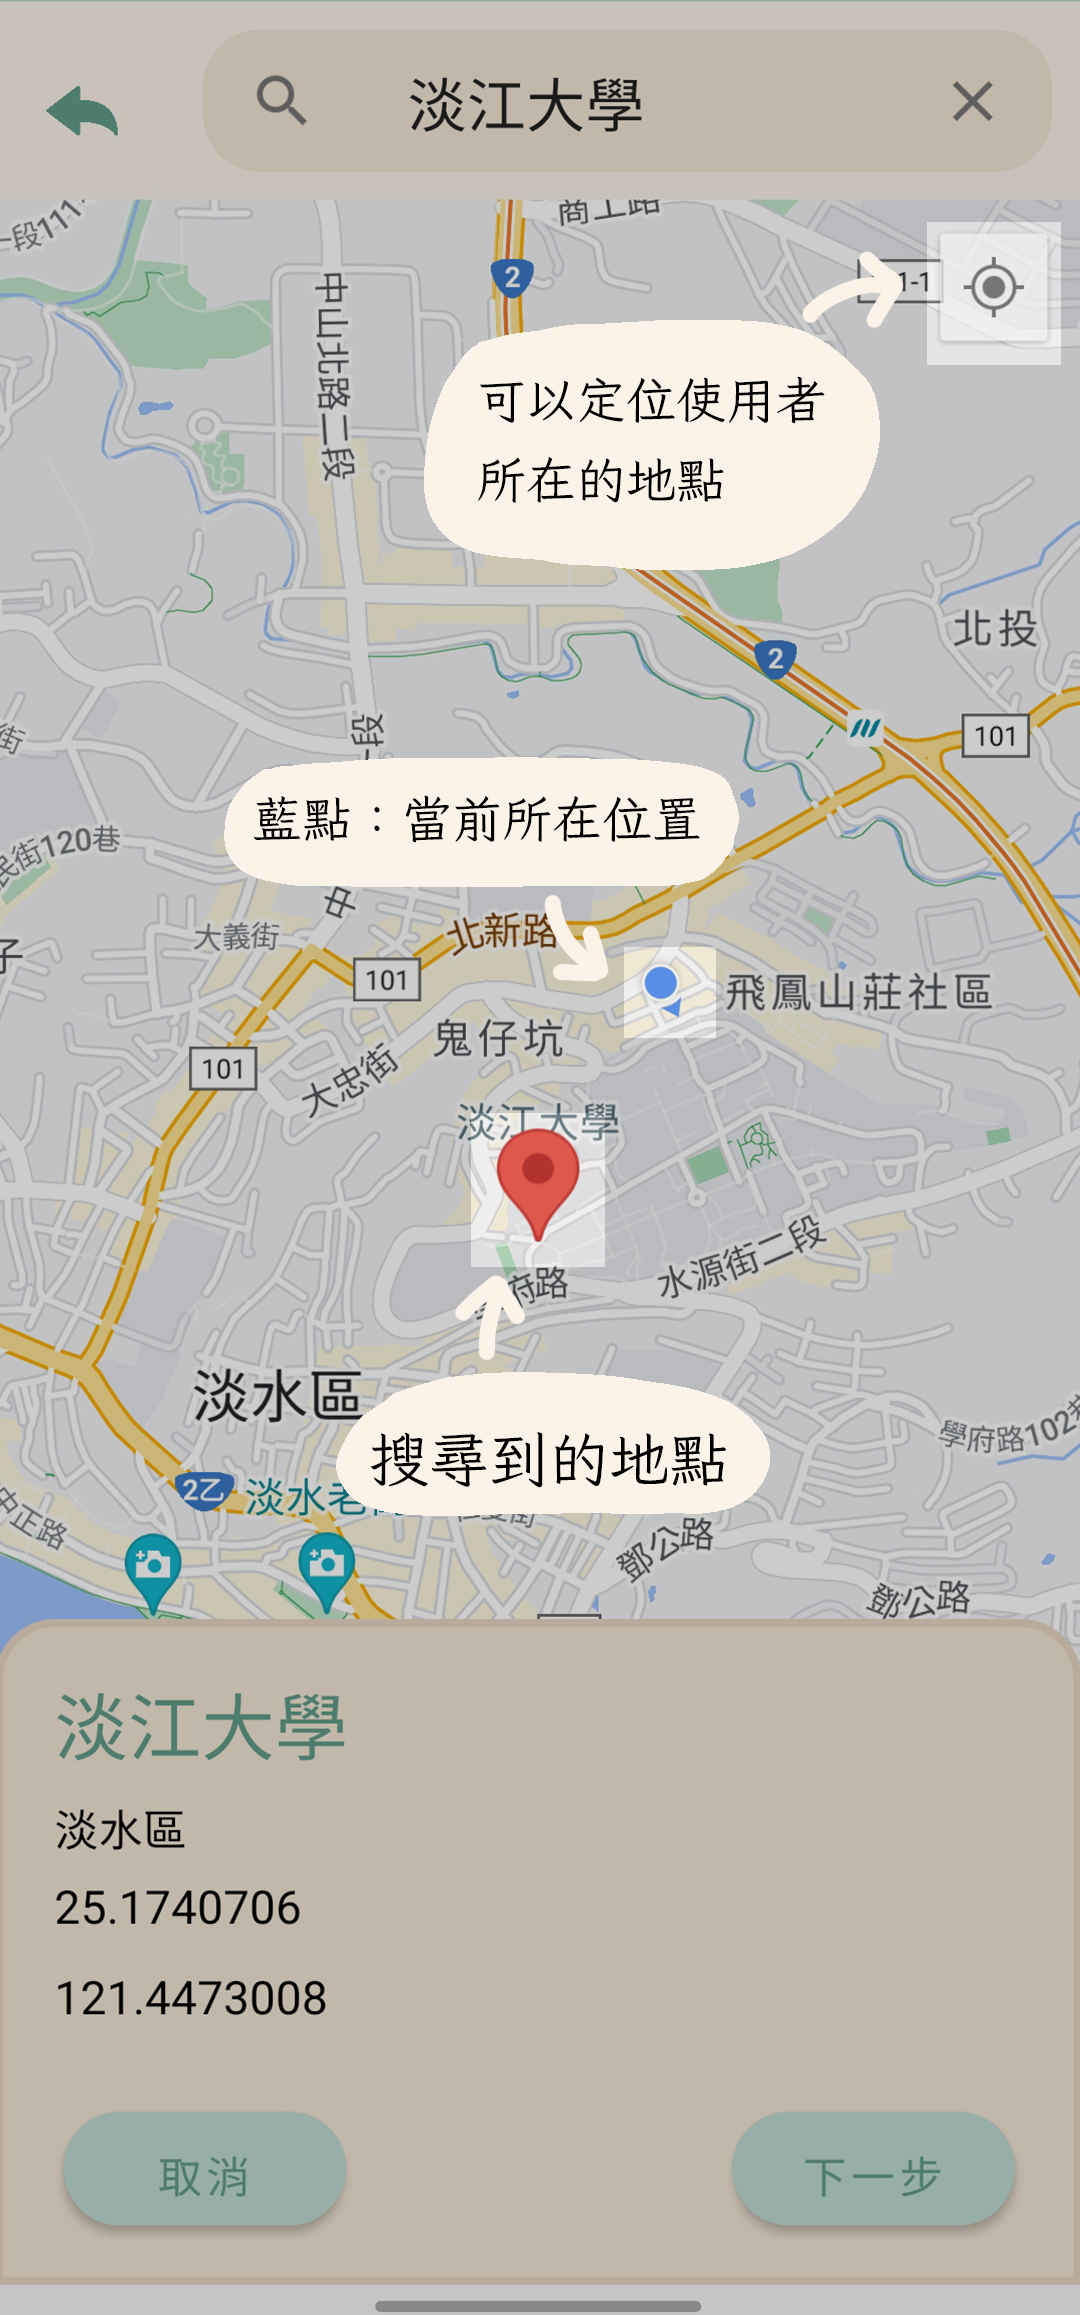 淡江大學
商工路
2
中山北路二段
1-1
可以定位使用者
所在的地點
北投
2
101
街
一段
藍點：當前所在位置
民街120巷
中
大義街
北新路
子
101
飛鳳山莊社區
鬼仔坑
101
大忠街
淡江大學
水源街二段
學府路
淡水區
學府路102巷
搜尋到的地點
2乙
淡水老
中正路
鄧公路
鄧公路
淡江大學
淡水區
25.1740706
121.4473008
取消
下一步